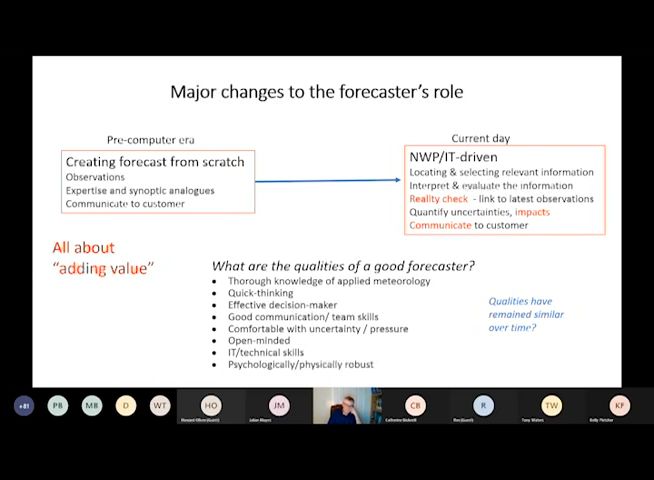 Major changes to the forecaster's role
Pre-computer era
Creating forecast from scratch
Observations
Expertise and synoptic analogues
Communicate to customer
Current day
NWP/IT-driven
Locating & selecting relevant information
Interpret & evaluate the information
Reality check - link to latest observations
Quantify uncertainties, impacts
Communicate to customer
All about
"adding value"
What are the qualities of a good forecaster?
• Thorough knowledge of applied meteorology
• Quick-thinking
• Effective decision-maker
• Good communication/ team skills
• Comfortable with uncertainty / pressure
• Open-minded
• IT/technical skills
• Psychologically/physically robust
Qualities have
remained similar
over time?
+81 PB MB D WT HO JM CB R TW KF